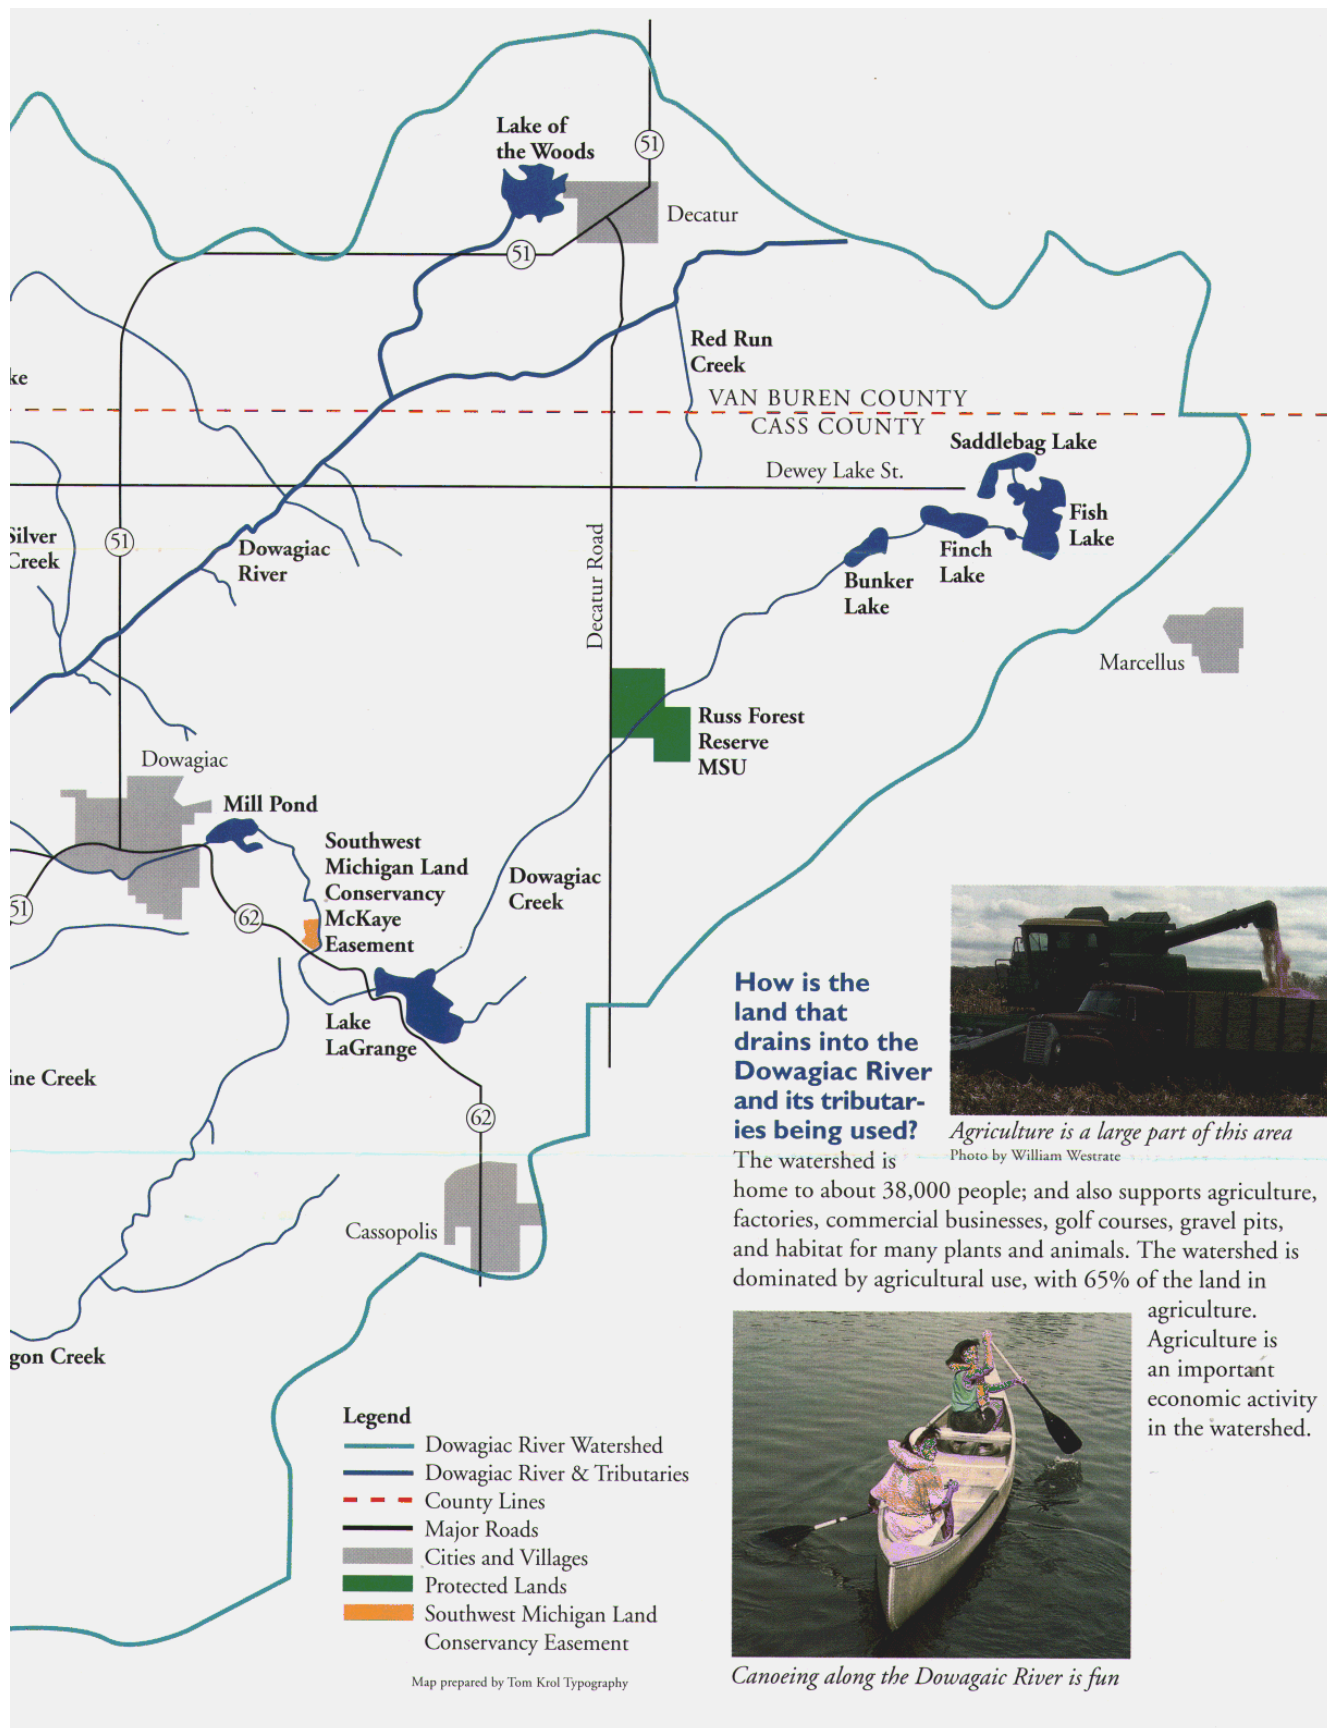 Lake of
the Woods
51
Decatur
51
Red Run
Creek
ke
VAN BUREN COUNTY
CASS COUNTY
Saddlebag Lake
Dewey Lake St.
Fish
Lake
Silver
Creek
51
Dowagiac
River
Finch
Lake
Bunker
Lake
Decatur Road
Marcellus
Russ Forest
Reserve
MSU
Dowagiac
Mill Pond
Southwest
Michigan Land
Conservancy
McKaye
Easement
Dowagiac
Creek
51
62
Lake
LaGrange
ine Creek
62
Cassopolis
gon Creek
How is the
land that
drains into the
Dowagiac River
and its tributar-
ies being used?
Agriculture is a large part of this area
Photo by William Westrate
The watershed is
home to about 38,000 people; and also supports agriculture,
factories, commercial businesses, golf courses, gravel pits,
and habitat for many plants and animals. The watershed is
dominated by agricultural use, with 65% of the land in
agriculture.
Agriculture is
an important
economic activity
in the watershed.
Legend
Dowagiac River Watershed
Dowagiac River & Tributaries
County Lines
Major Roads
Cities and Villages
Protected Lands
Southwest Michigan Land
Conservancy Easement
Map prepared by Tom Krol Typography
Canoeing along the Dowagaic River is fun